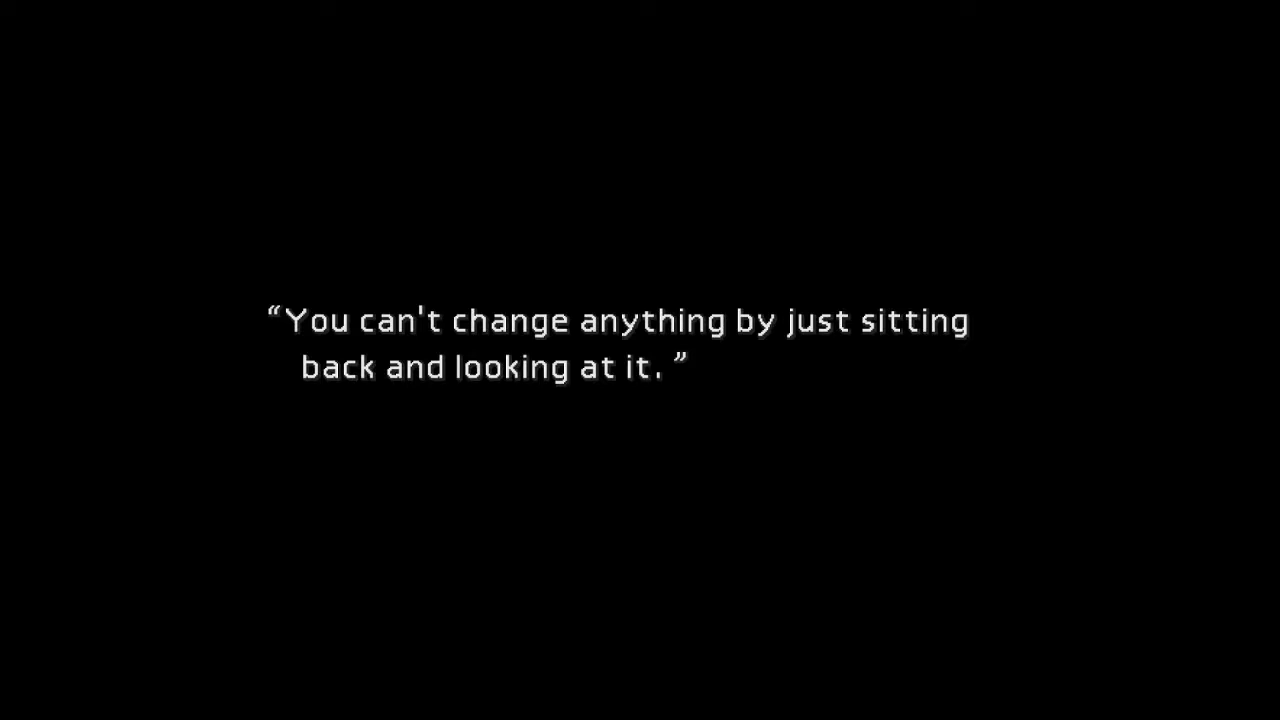 “You can't change anything by just sitting
back and looking at it. ”